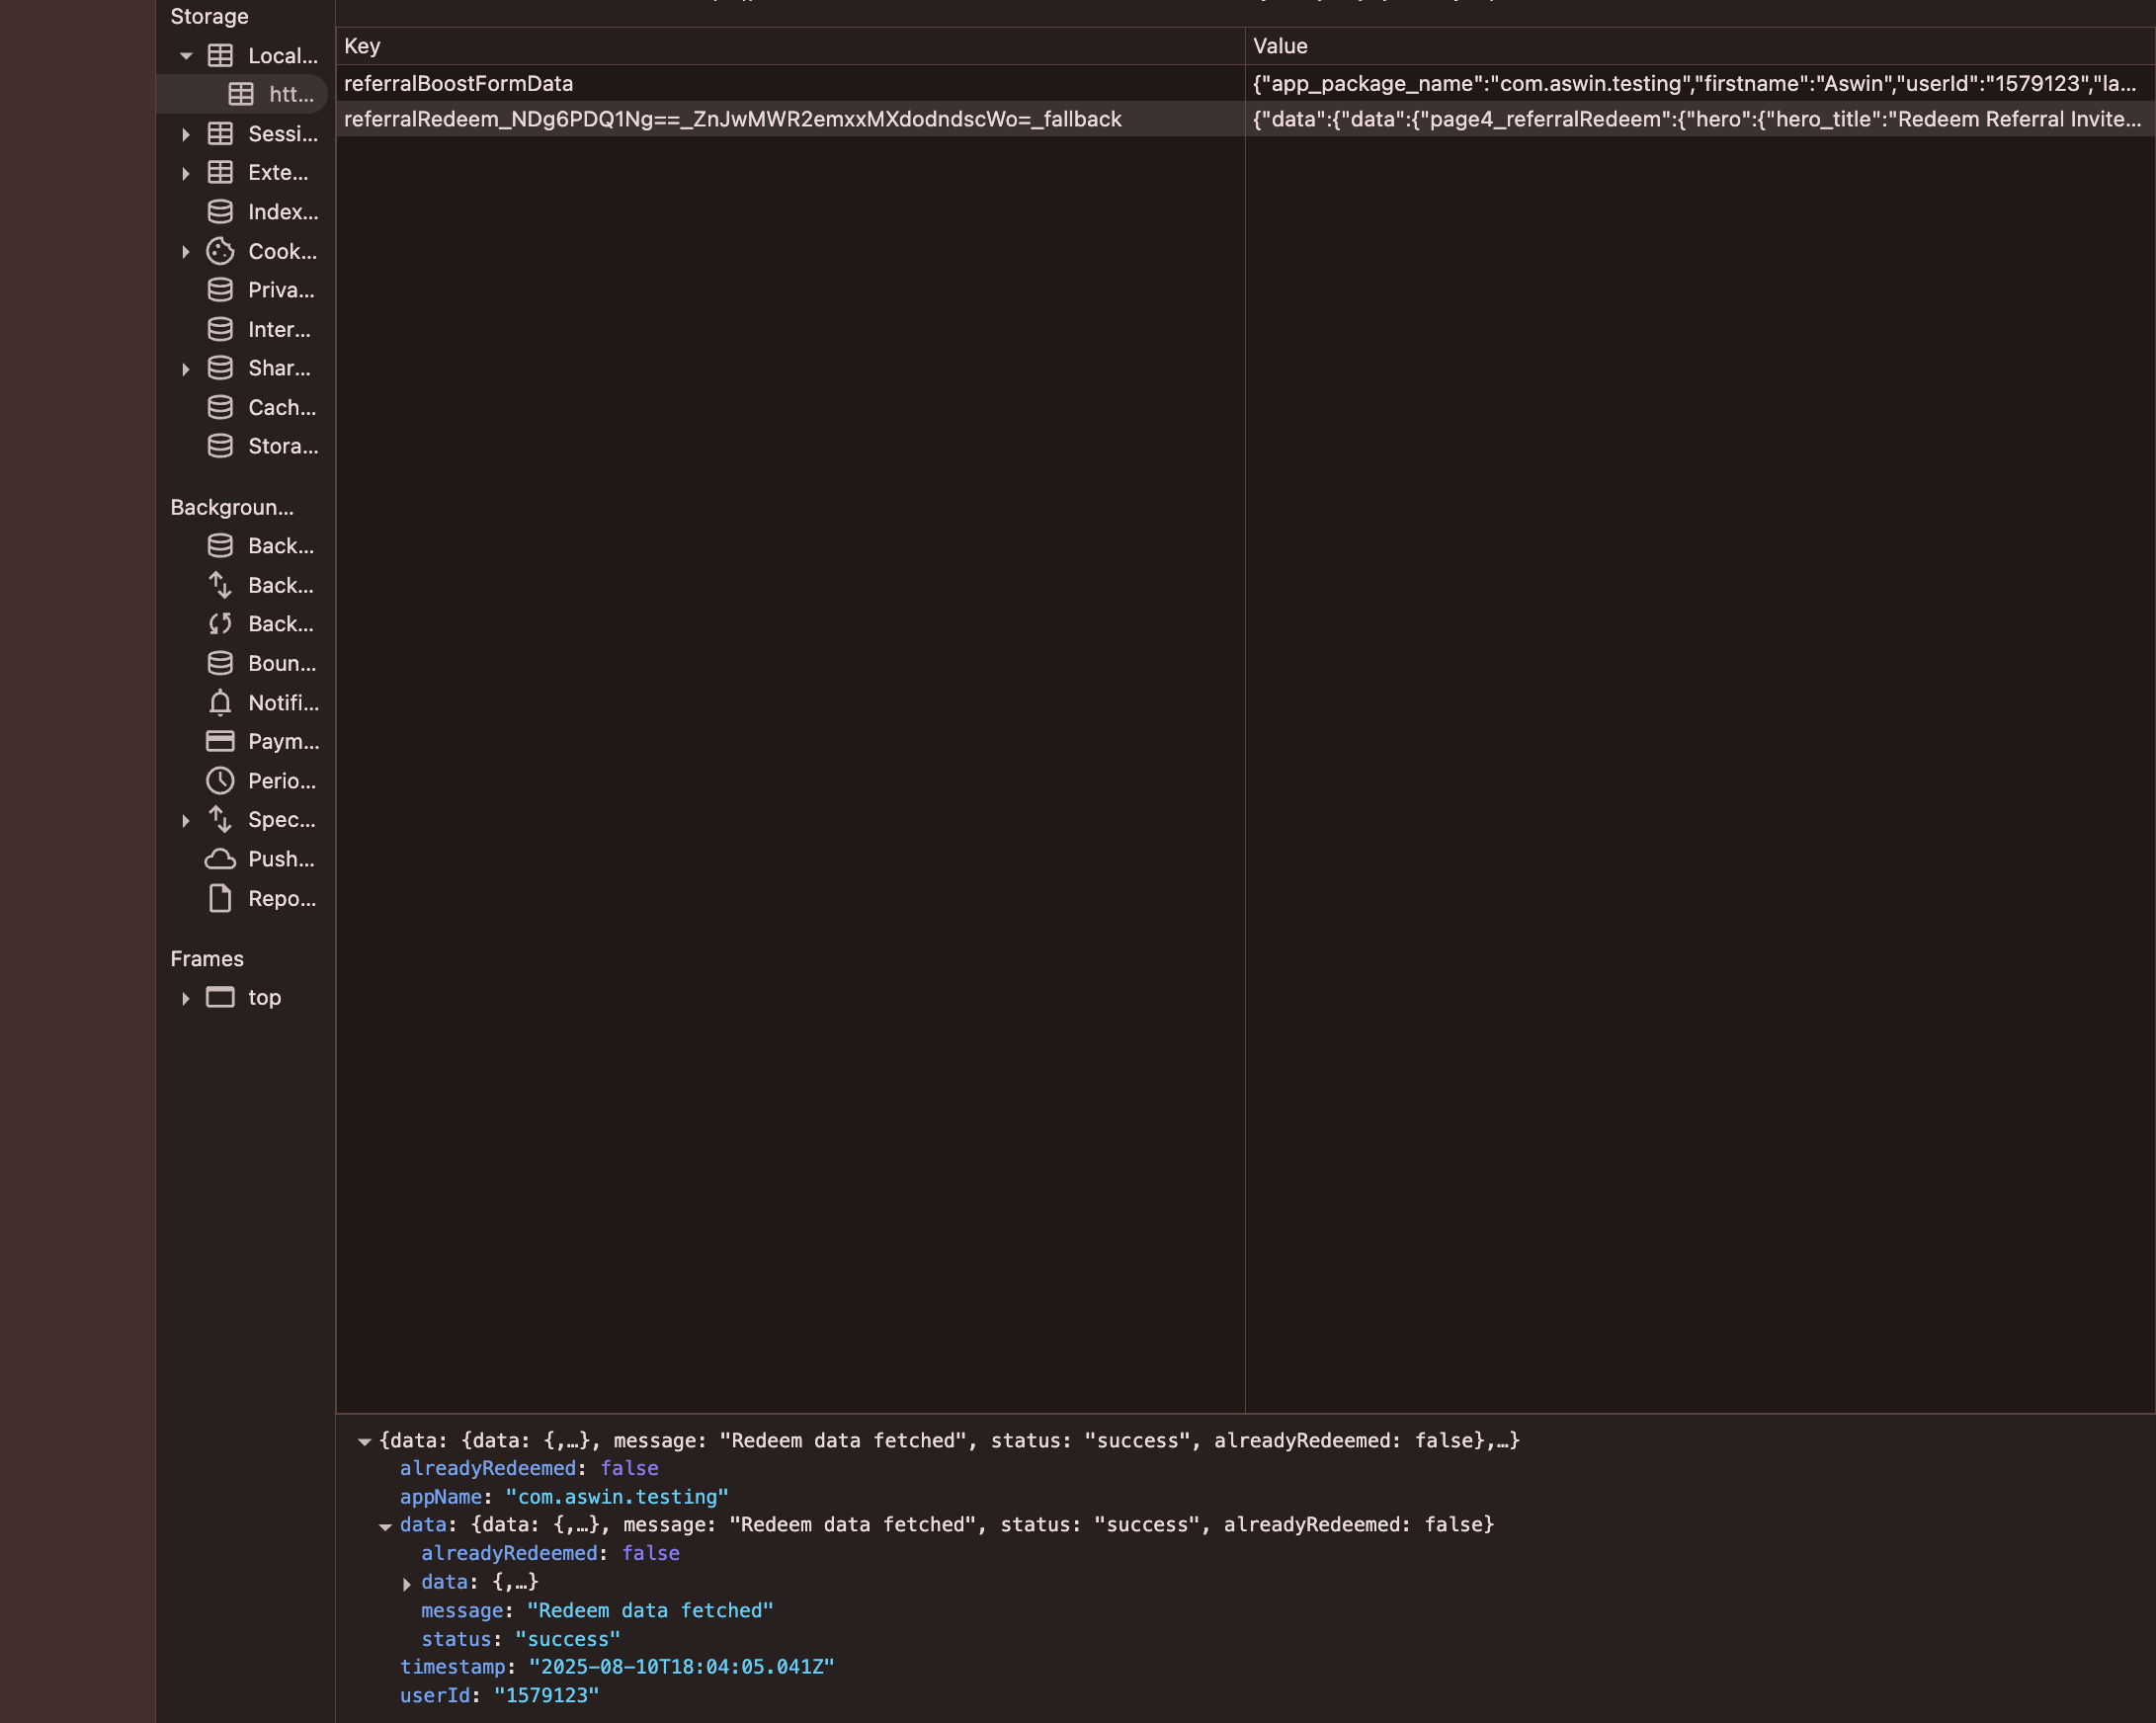 Storage
Local...
htt...
Sessi...
Exte...
Index...
Cook...
Priva...
Inter...
Shar...
Cach...
Stora...
Backgroun...
Back...
Back...
Back...
Boun...
Notifi...
Paym...
Perio...
Spec...
Push...
Repo...
Frames
top
Key Value
referralBoostFormData {"app_package_name":"com.aswin.testing","firstname":"Aswin","userId":"1579123","la...
referralRedeem_NDg6PDQ1Ng==_ZnJwMWR2emxxMXdodndscWo=_fallback {"data":{"data":{"page4_referralRedeem":{"hero":{"hero_title":"Redeem Referral Invite...
{data: {data: {,…}, message: "Redeem data fetched", status: "success", alreadyRedeemed: false},…}
alreadyRedeemed: false
appName: "com.aswin.testing"
data: {data: {,…}, message: "Redeem data fetched", status: "success", alreadyRedeemed: false}
alreadyRedeemed: false
data: {,…}
message: "Redeem data fetched"
status: "success"
timestamp: "2025-08-10T18:04:05.041Z"
userId: "1579123"